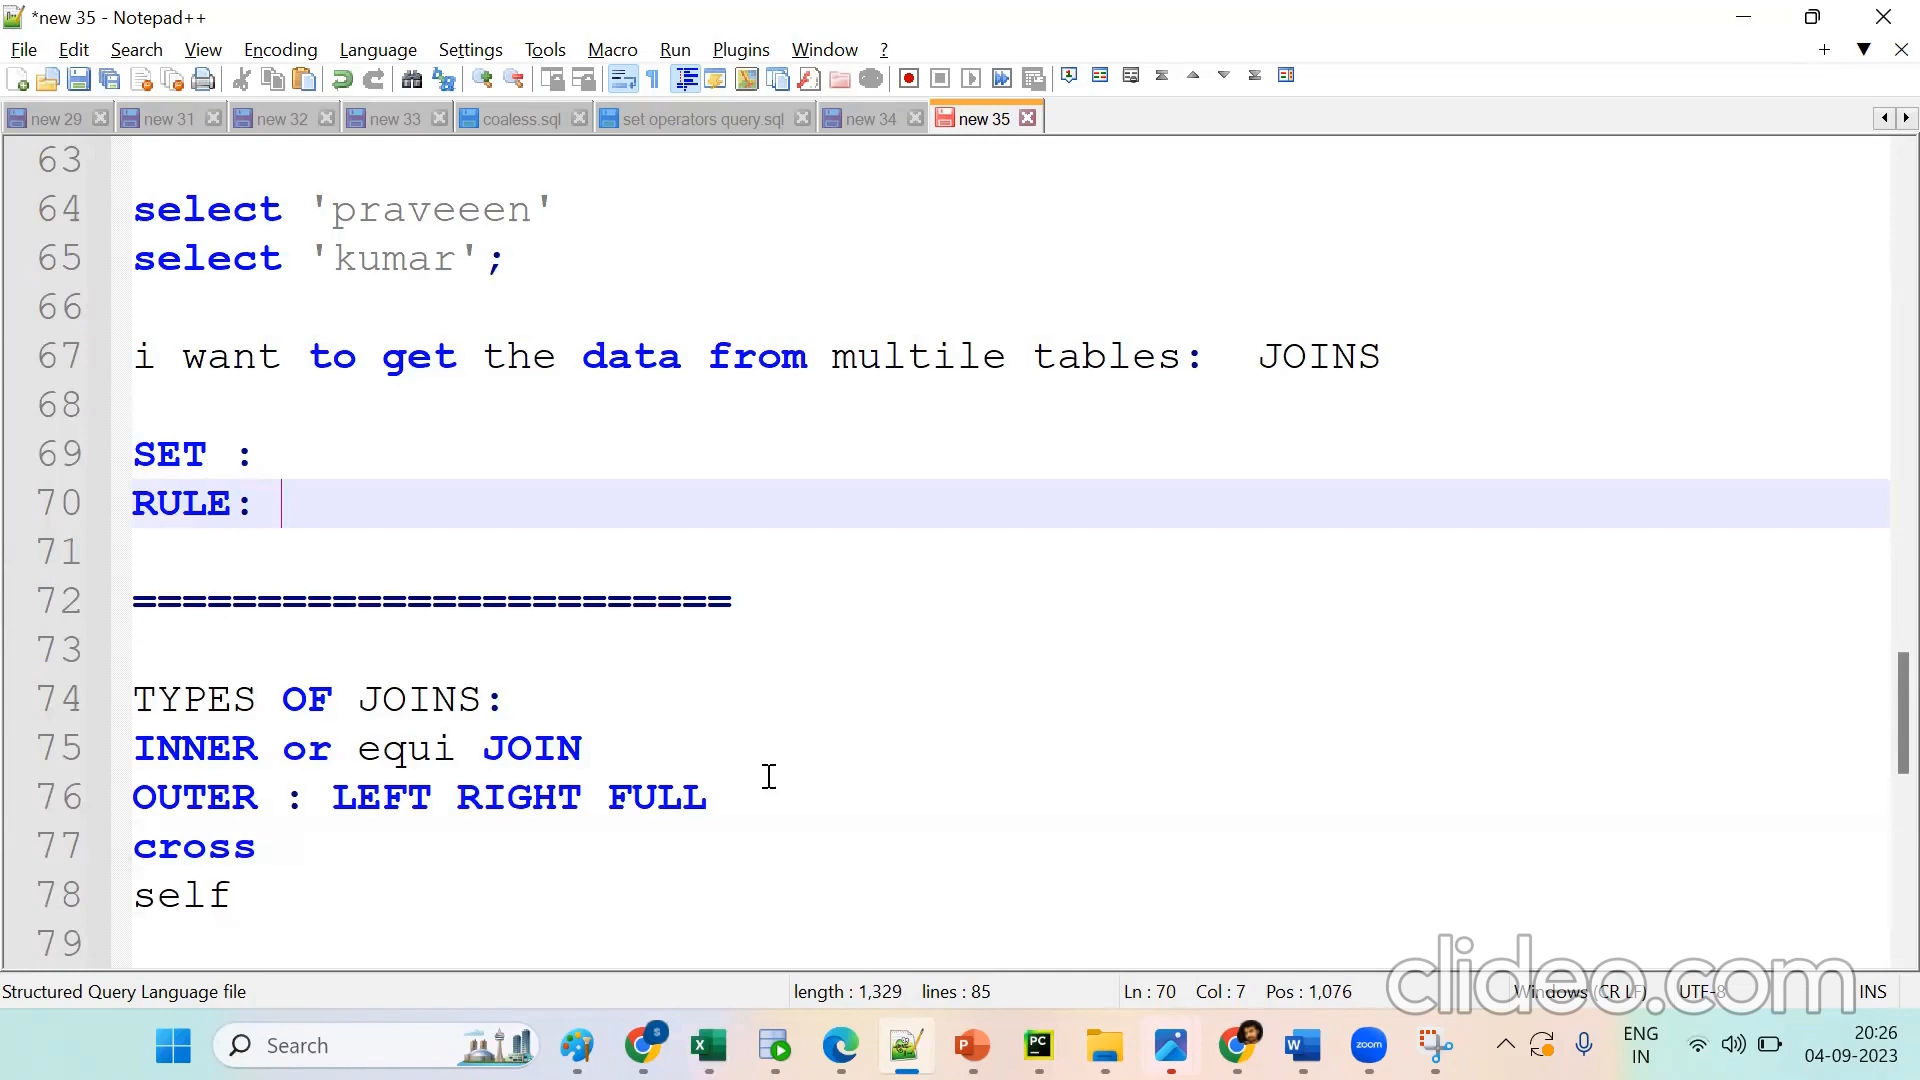 *new 35 - Notepad++
File Edit Search View Encoding Language Settings Tools Macro Run Plugins Window ?
new 29 new 31 new 32 new 33 coaless.sql set operators query.sql new 34 new 35
63
64 select 'praveeen'
65 select 'kumar';
66
67 i want to get the data from multile tables: JOINS
68
69 SET :
70 RULE:
71
72 ========================
73
74 TYPES OF JOINS:
75 INNER or equi JOIN
76 OUTER : LEFT RIGHT FULL
77 cross
78 self
79
clideo.com
Structured Query Language file length : 1,329 lines : 85 Ln : 70 Col : 7 Pos : 1,076 Windows (CR LF) UTF-8 INS
Search zoom ENG IN 20:26 04-09-2023